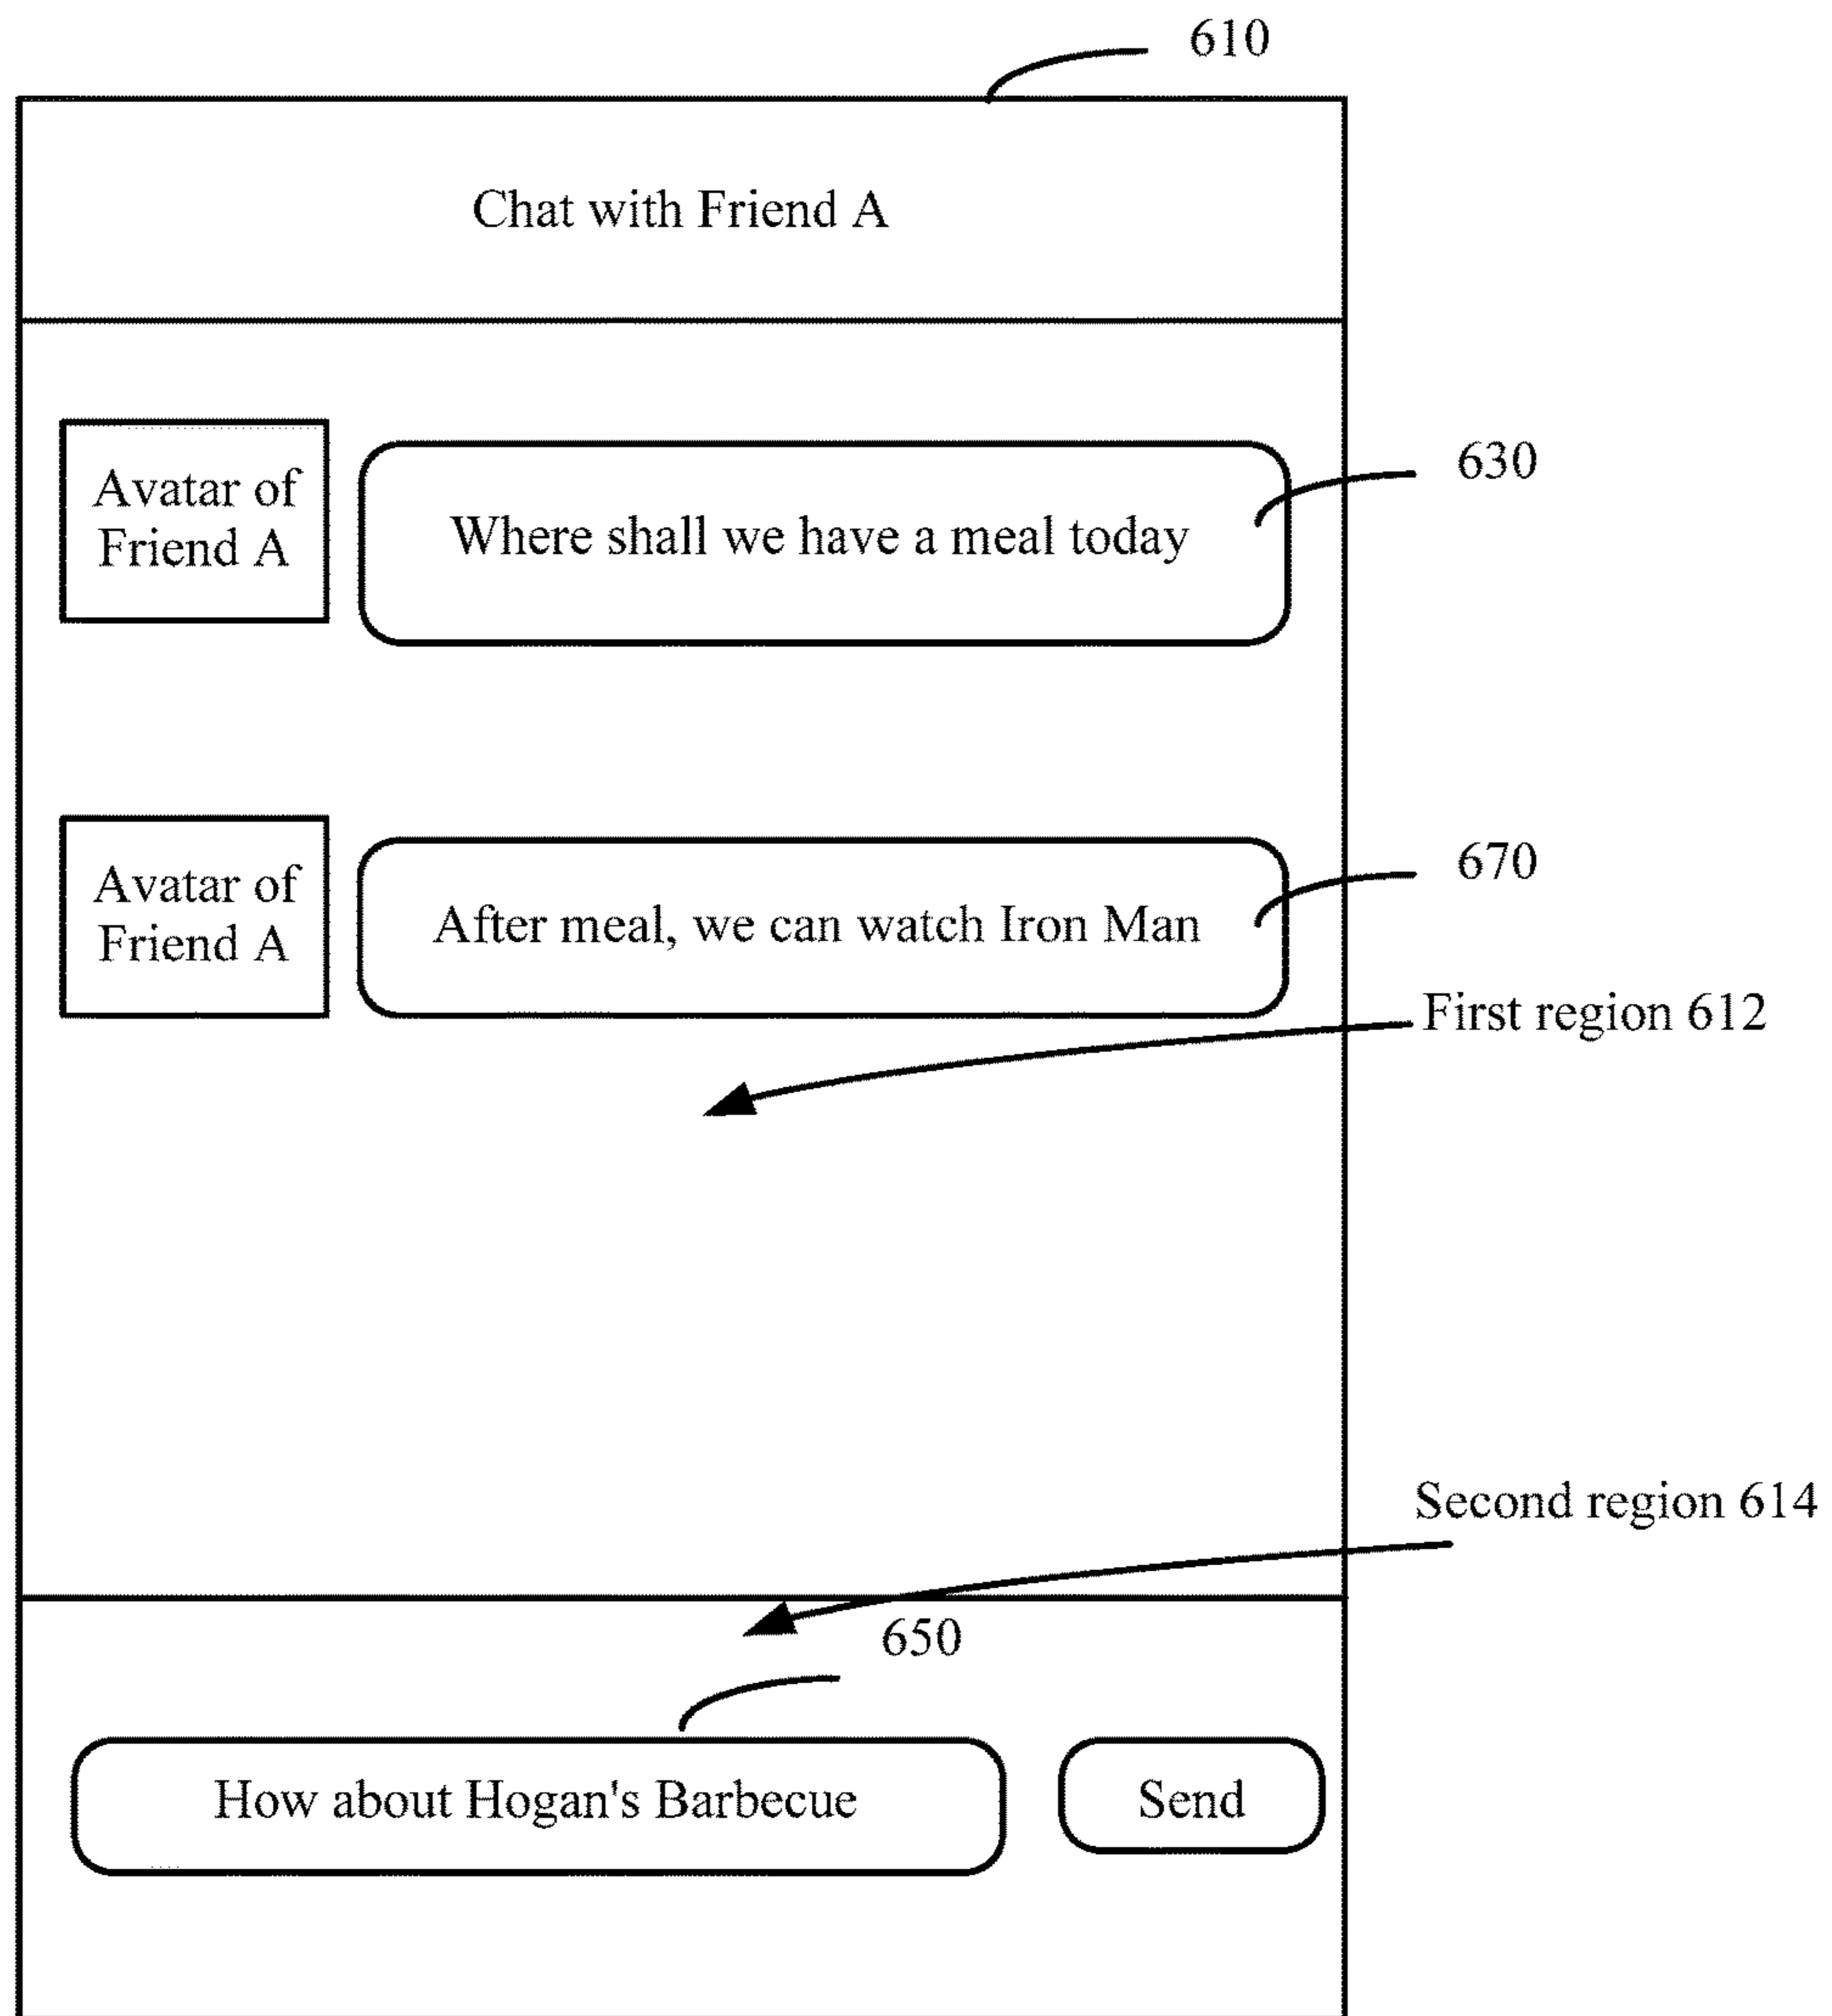 610
Chat with Friend A
Avatar of
Friend A
Where shall we have a meal today
630
Avatar of
Friend A
After meal, we can watch Iron Man
670
First region 612
Second region 614
650
How about Hogan's Barbecue
Send